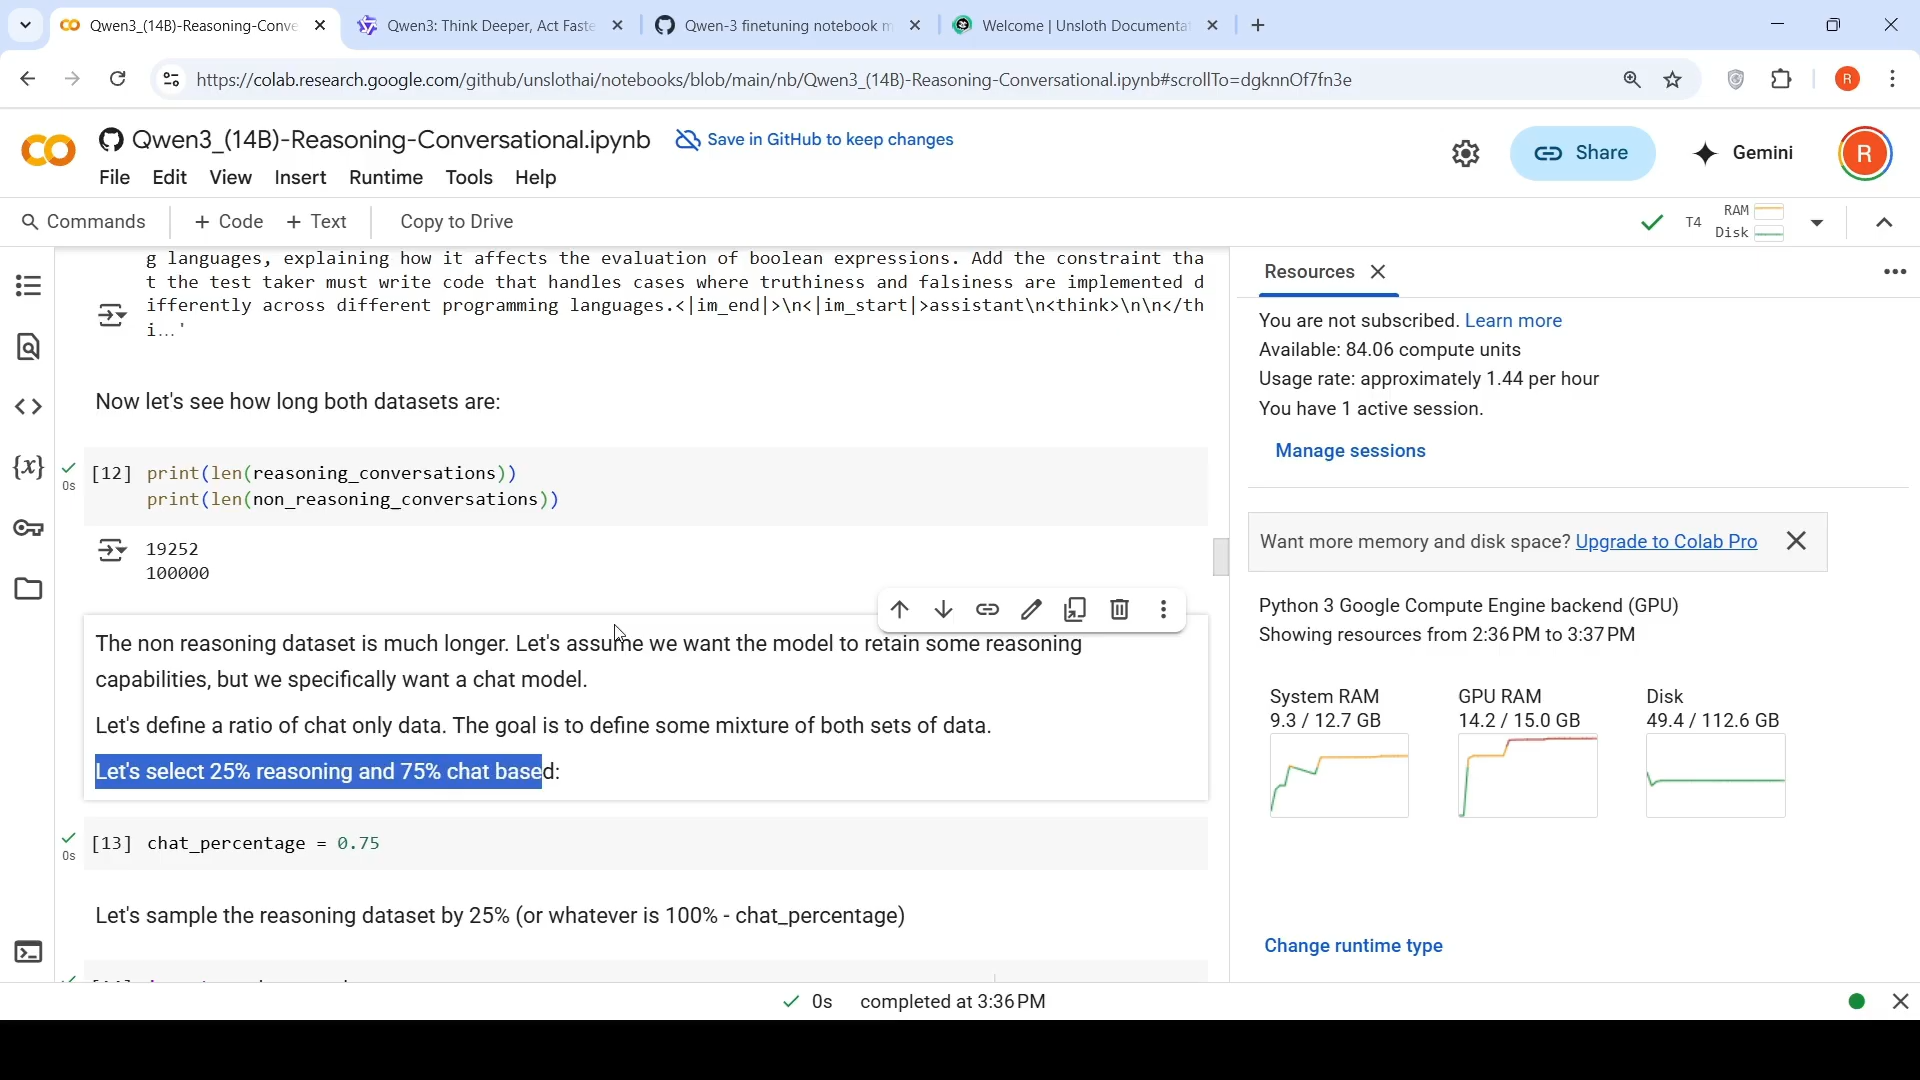 Qwen3_(14B)-Reasoning-Conve
Qwen3: Think Deeper, Act Faste
Qwen-3 finetuning notebook m
Welcome | Unsloth Documentat
https://colab.research.google.com/github/unslothai/notebooks/blob/main/nb/Qwen3_(14B)-Reasoning-Conversational.ipynb#scrollTo=dgknnOf7fn3e
R
Qwen3_(14B)-Reasoning-Conversational.ipynb
Save in GitHub to keep changes
File Edit View Insert Runtime Tools Help
Share
Gemini
R
Commands
+ Code + Text
Copy to Drive
T4
RAM
Disk
g languages, explaining how it affects the evaluation of boolean expressions. Add the constraint tha
t the test taker must write code that handles cases where truthiness and falsiness are implemented d
ifferently across different programming languages.<|im_end|>\n<|im_start|>assistant\n<think>\n\n</th
i...'
Now let's see how long both datasets are:
0s
[12] print(len(reasoning_conversations))
print(len(non_reasoning_conversations))
19252
100000
The non reasoning dataset is much longer. Let's assume we want the model to retain some reasoning
capabilities, but we specifically want a chat model.
Let's define a ratio of chat only data. The goal is to define some mixture of both sets of data.
Let's select 25% reasoning and 75% chat based:
0s
[13] chat_percentage = 0.75
Let's sample the reasoning dataset by 25% (or whatever is 100% - chat_percentage)
Resources
You are not subscribed. Learn more
Available: 84.06 compute units
Usage rate: approximately 1.44 per hour
You have 1 active session.
Manage sessions
Want more memory and disk space? Upgrade to Colab Pro
Python 3 Google Compute Engine backend (GPU)
Showing resources from 2:36 PM to 3:37 PM
System RAM
9.3 / 12.7 GB
GPU RAM
14.2 / 15.0 GB
Disk
49.4 / 112.6 GB
Change runtime type
0s completed at 3:36 PM